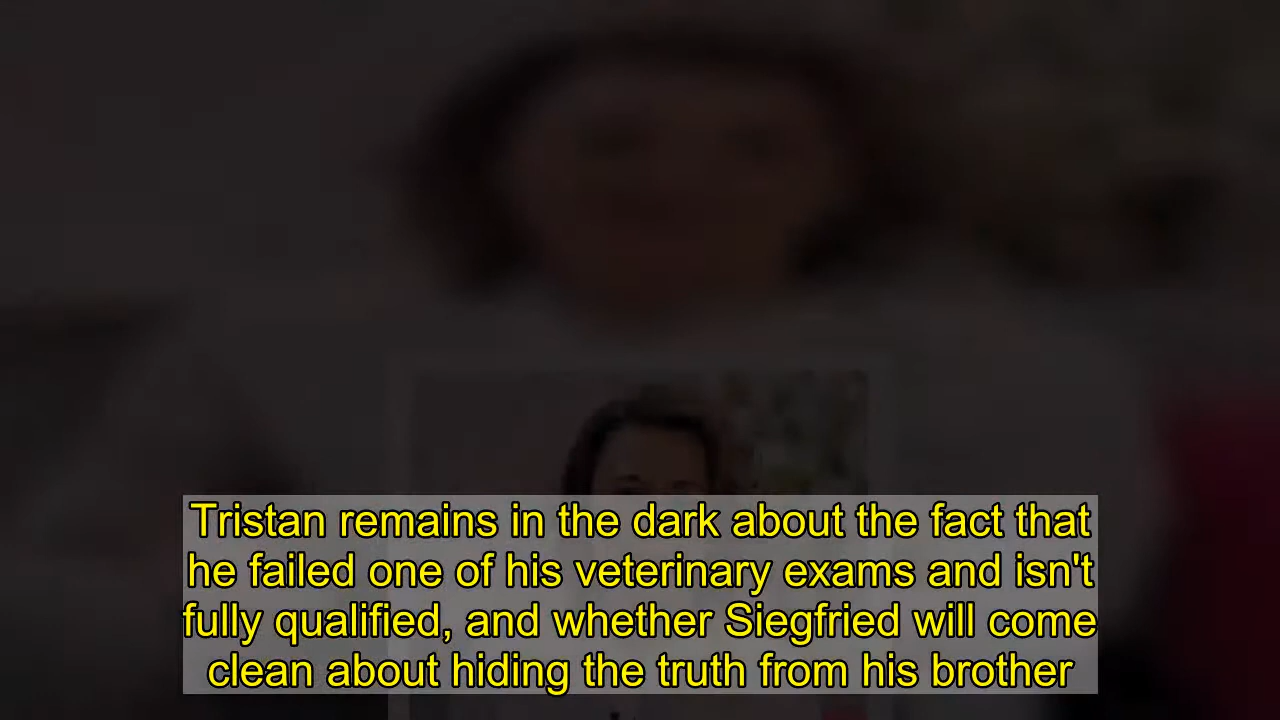 Tristan remains in the dark about the fact that
he failed one of his veterinary exams and isn't
fully qualified, and whether Siegfried will come
clean about hiding the truth from his brother